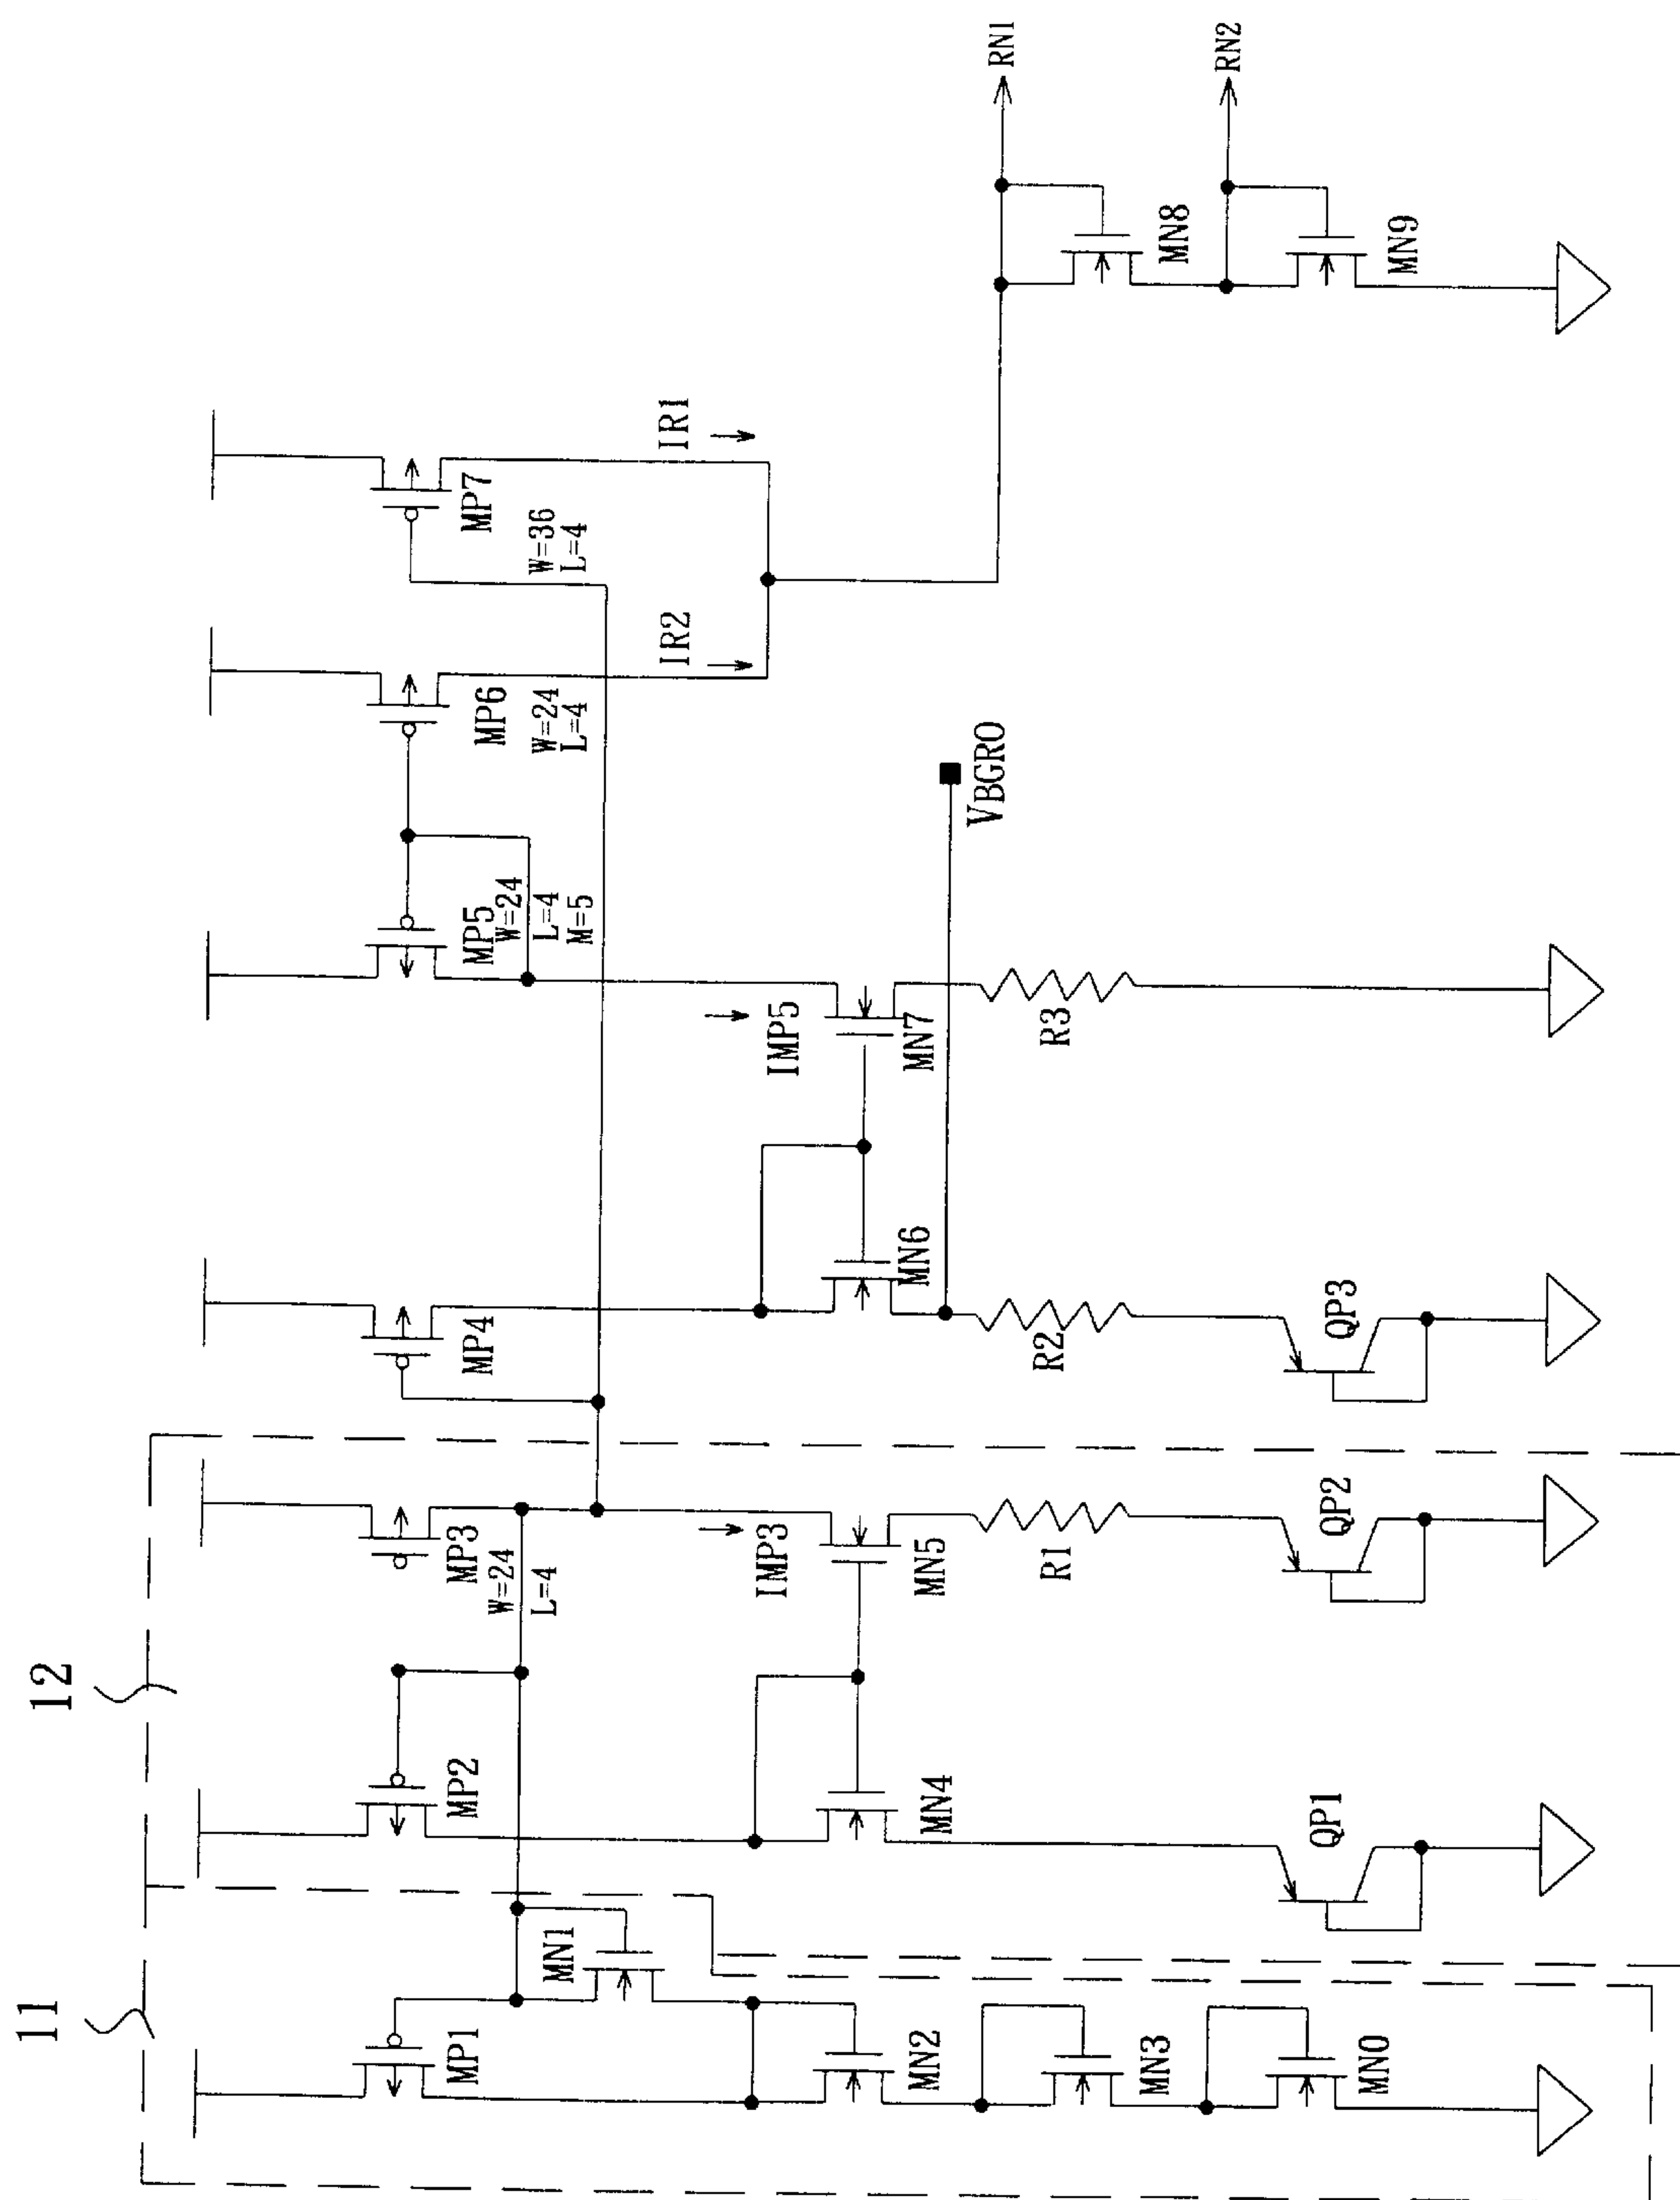 RN1
RN2
MN8
MN9
IR1
MP7
W=36
L=4
IR2
MP6
W=24
L=4
VBGRO
MP5
W=24
L=4
M=5
IMP5
MN7
R3
MN6
MP4
R2
QP3
12
MP3
W=24
L=4
IMP3
MN5
R1
QP2
MP2
MN4
QP1
11
MN1
MP1
MN2
MN3
MN0